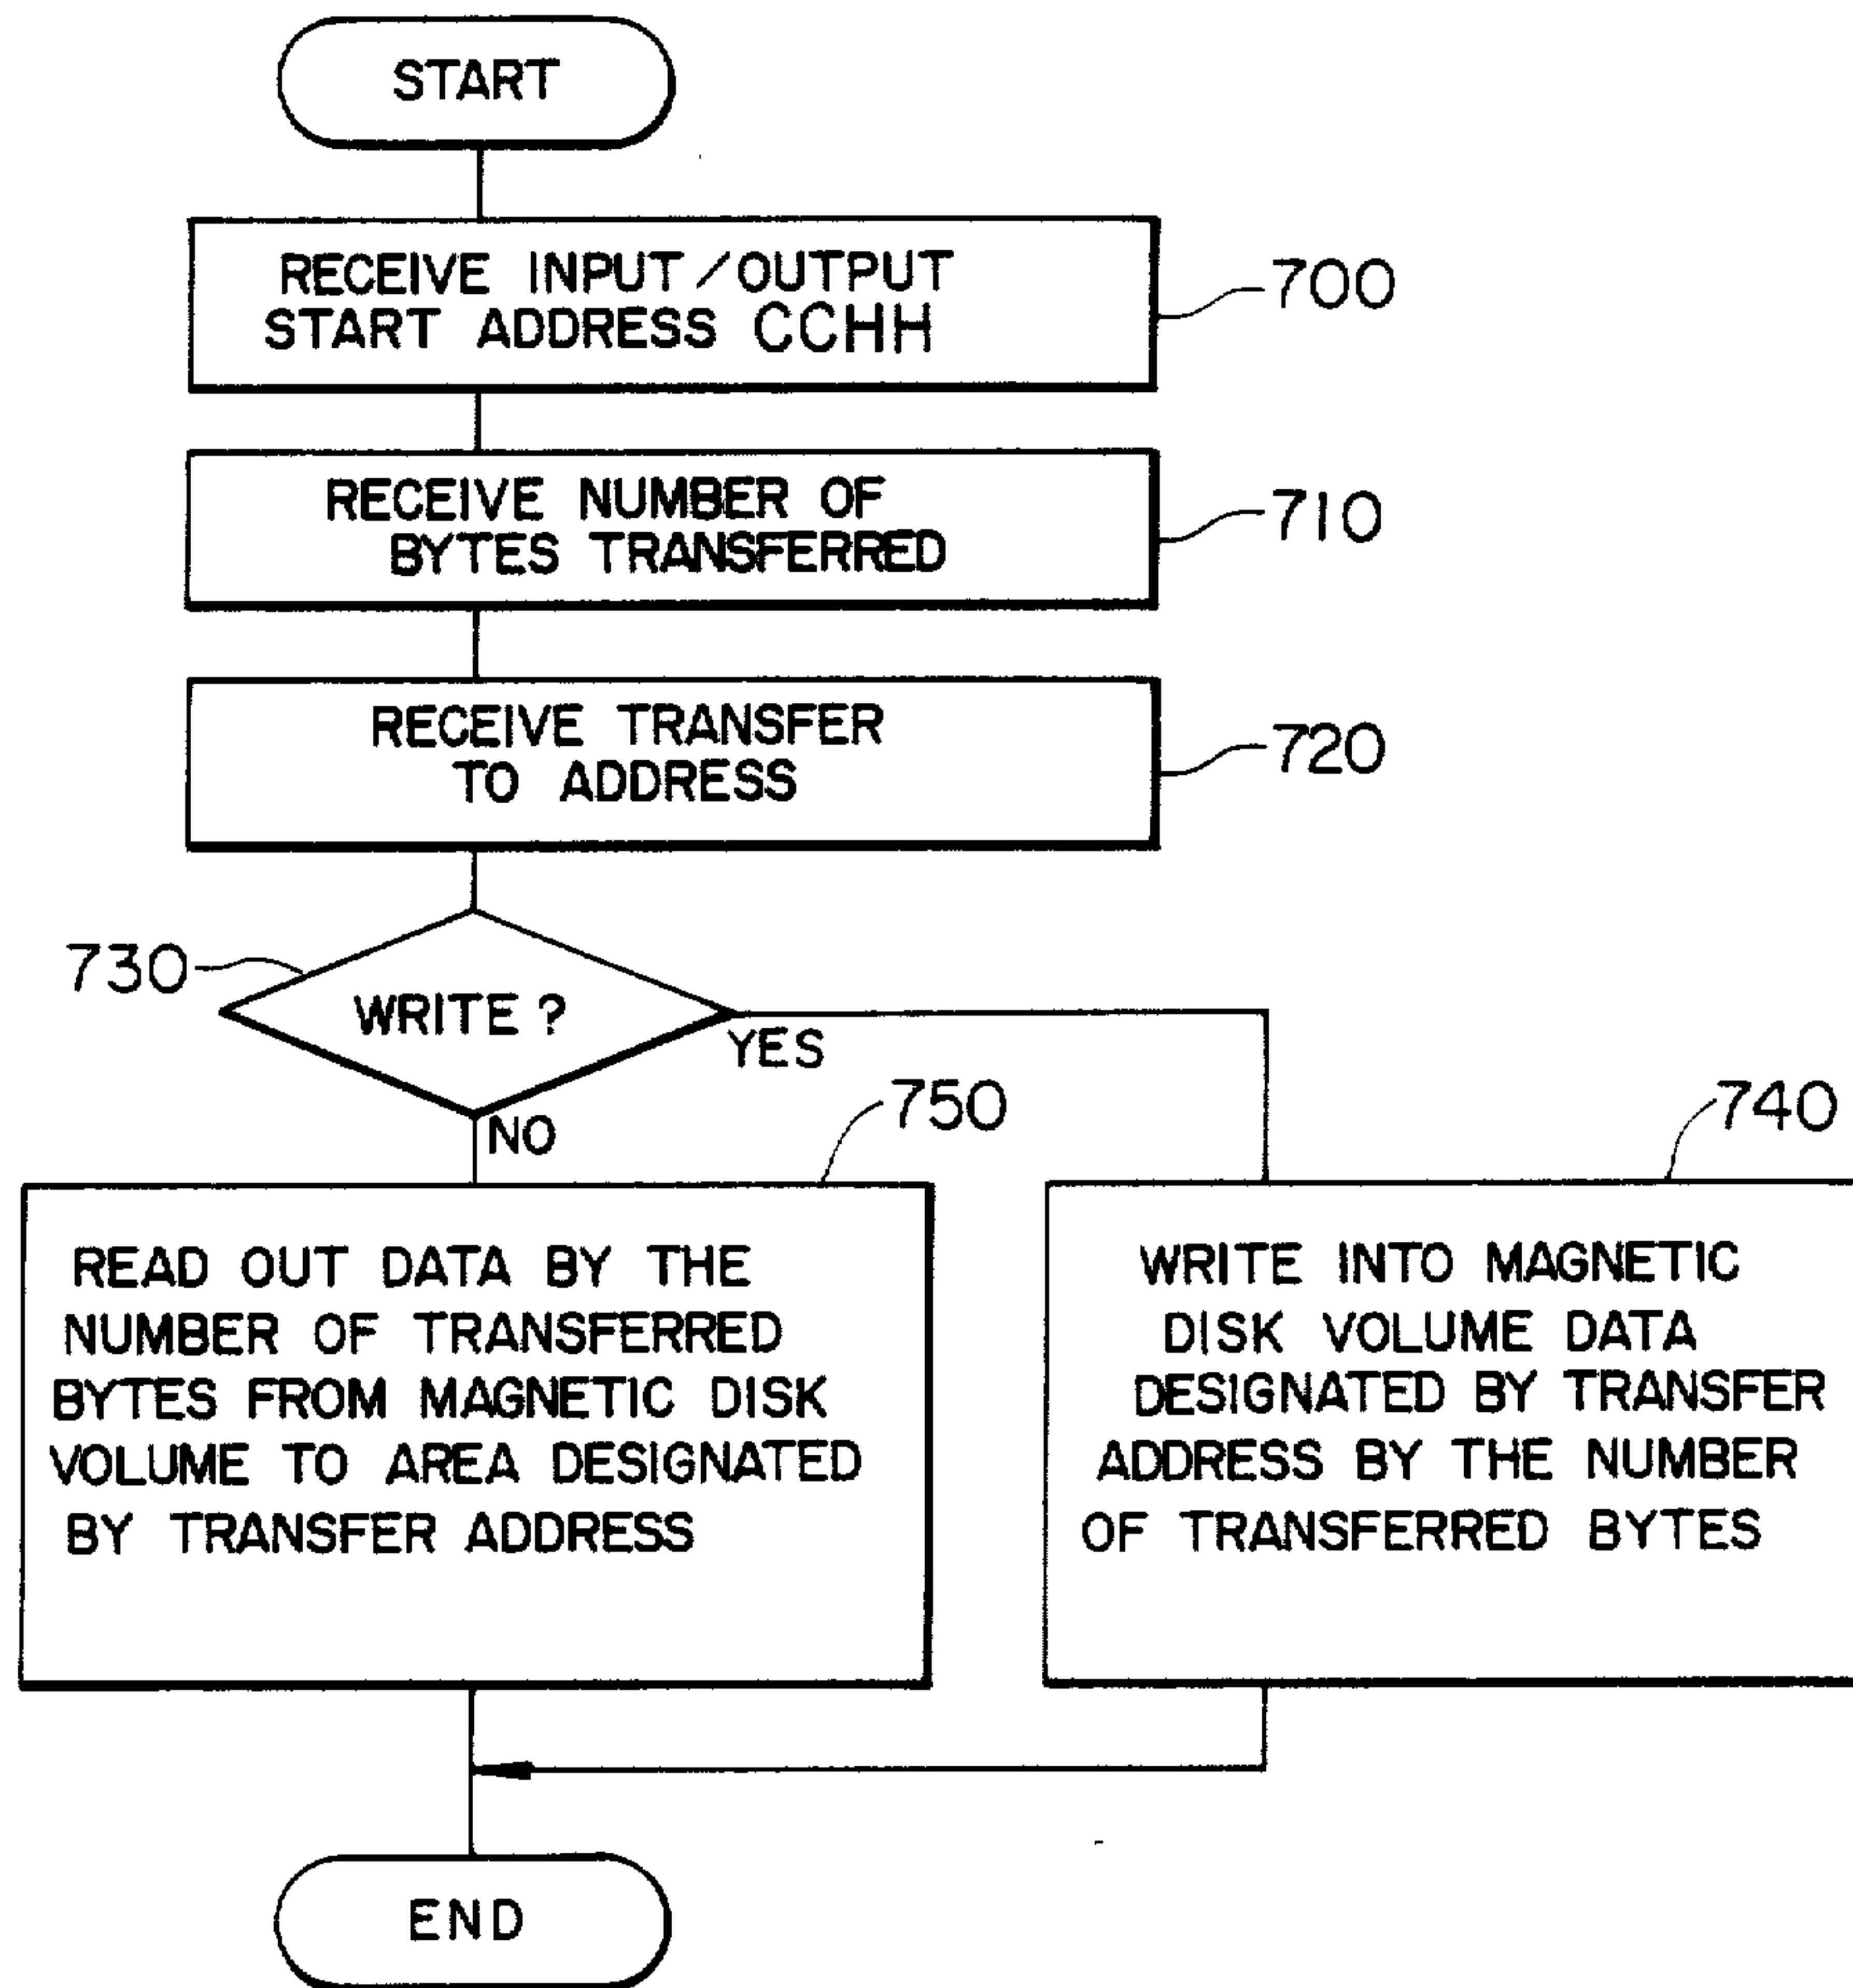 START
RECEIVE INPUT/OUTPUT
START ADDRESS CCHH
700
RECEIVE NUMBER OF
BYTES TRANSFERRED
710
RECEIVE TRANSFER
TO ADDRESS
720
730
WRITE ?
YES
NO
750
READ OUT DATA BY THE
NUMBER OF TRANSFERRED
BYTES FROM MAGNETIC DISK
VOLUME TO AREA DESIGNATED
BY TRANSFER ADDRESS
740
WRITE INTO MAGNETIC
DISK VOLUME DATA
DESIGNATED BY TRANSFER
ADDRESS BY THE NUMBER
OF TRANSFERRED BYTES
END